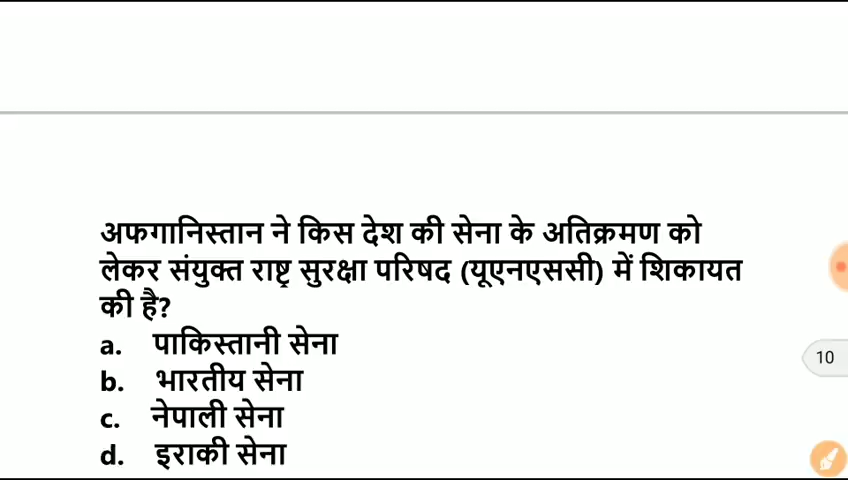 अफगानिस्तान ने किस देश की सेना के अतिक्रमण को
लेकर संयुक्त राष्ट्र सुरक्षा परिषद (यूएनएससी) में शिकायत
की है?
a. पाकिस्तानी सेना
b. भारतीय सेना
c. नेपाली सेना
d. इराकी सेना
10